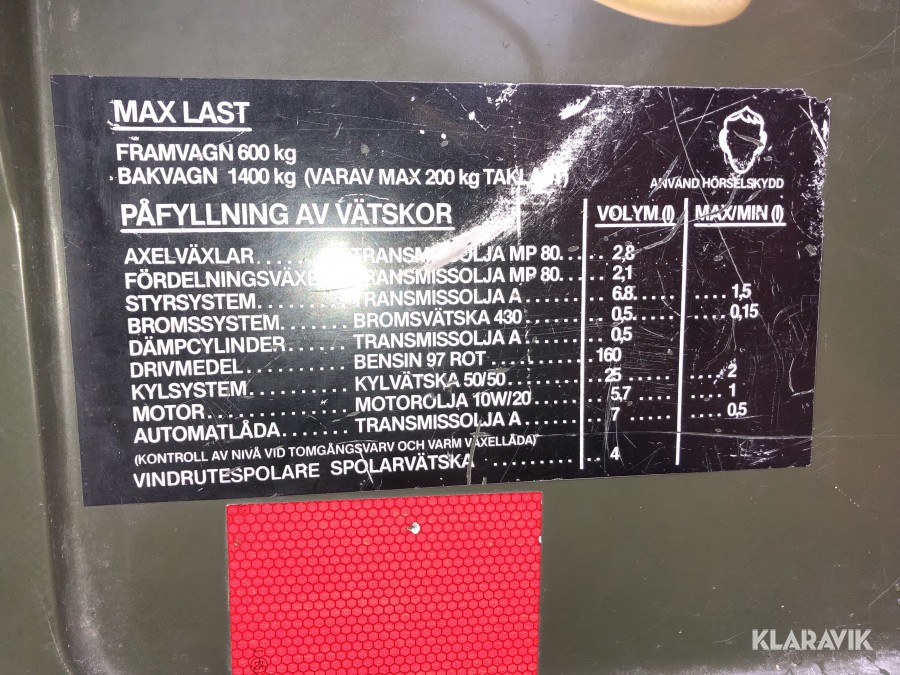 MAX LAST
FRAMVAGN 600 kg
BAKVAGN 1400 kg (VARAV MAX 200 kg TAKLAST)
ANVÄND HÖRSELSKYDD
PÅFYLLNING AV VÄTSKOR VOLYM (l) MAX/MIN (l)
AXELVÄXLAR....... TRANSMISSOLJA MP 80..... 2,8
FÖRDELNINGSVÄXE TRANSMISSOLJA MP 80..... 2,1
STYRSYSTEM....... TRANSMISSOLJA A........ 6.8........ 1,5
BROMSSYSTEM.... BROMSVÄTSKA 430...... 0,5........ 0,15
DÄMPCYLINDER...... TRANSMISSOLJA A....... 0,5
DRIVMEDEL........ BENSIN 97 ROT......... 160
KYLSYSTEM........ KYLVÄTSKA 50/50....... 25........ 2
MOTOR............ MOTOROLJA 10W/20...... 5,7........ 1
AUTOMATLÅDA...... TRANSMISSOLJA A....... 7........ 0,5
(KONTROLL AV NIVÅ VID TOMGÅNGSVARV OCH VARM VÄXELLÅDA)
VINDRUTESPOLARE SPOLARVÄTSKA.......... 4
KLARAVIK